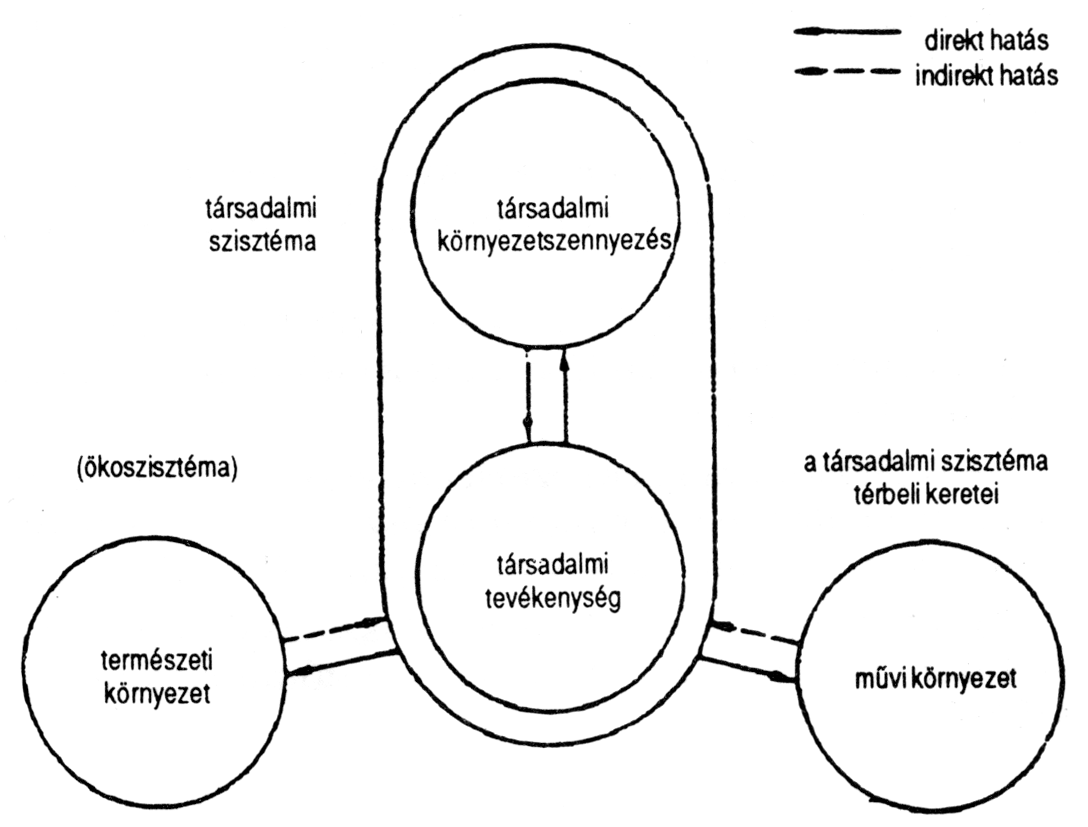 direkt hatás
indirekt hatás
társadalmi
szisztéma
társadalmi
környezetszennyezés
(ökoszisztéma)
a társadalmi szisztéma
térbeli keretei
társadalmi
tevékenység
természeti
környezet
művi környezet